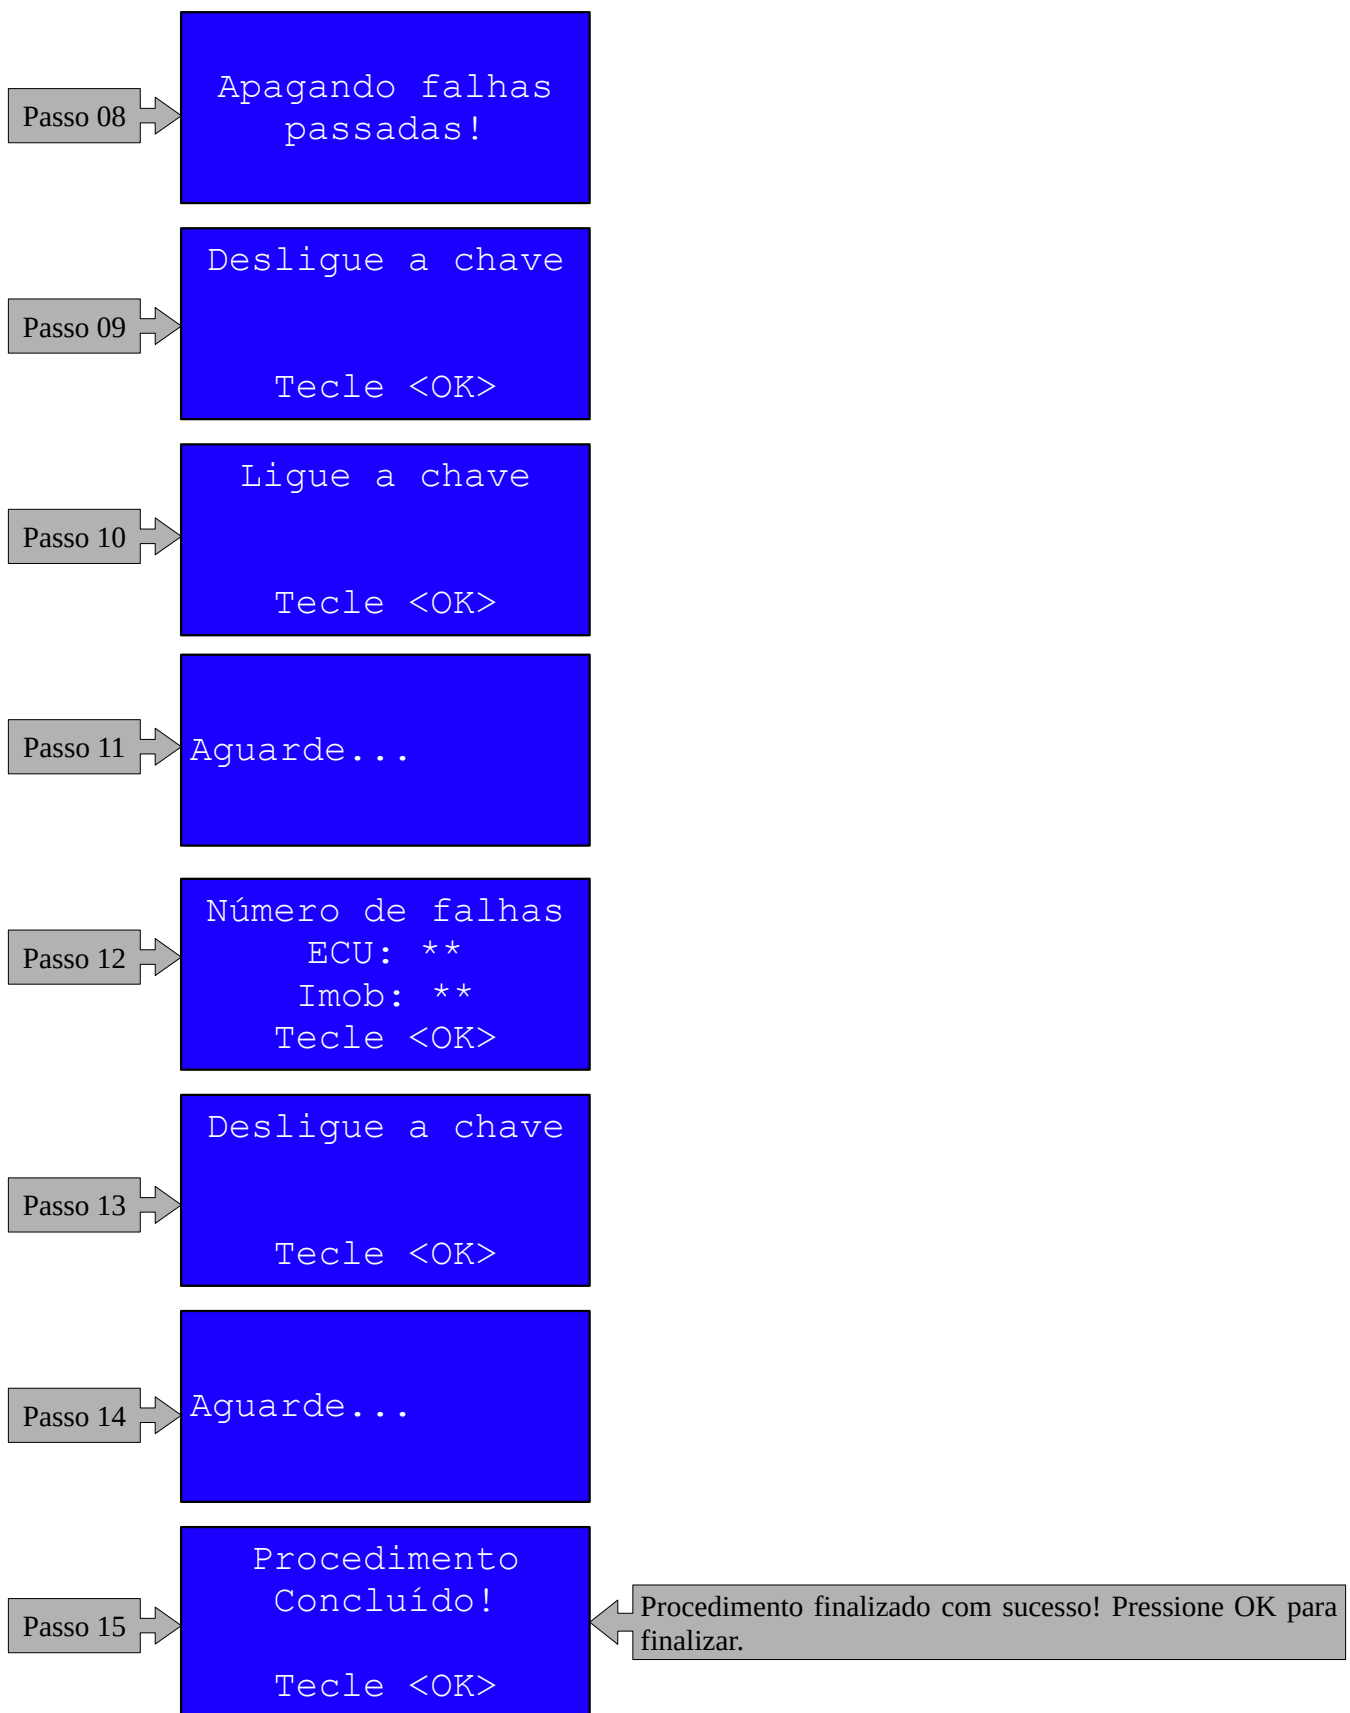 Passo 08
Apagando falhas
passadas!
Passo 09
Desligue a chave
Tecle <OK>
Passo 10
Ligue a chave
Tecle <OK>
Passo 11
Aguarde...
Passo 12
Número de falhas
ECU: **
Imob: **
Tecle <OK>
Passo 13
Desligue a chave
Tecle <OK>
Passo 14
Aguarde...
Passo 15
Procedimento
Concluído!
Tecle <OK>
Procedimento finalizado com sucesso! Pressione OK para
finalizar.